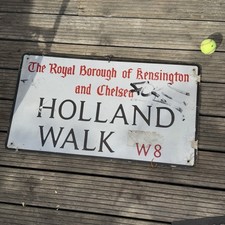 The Royal Borough of Kensington
and Chelsea
HOLLAND
WALK W8